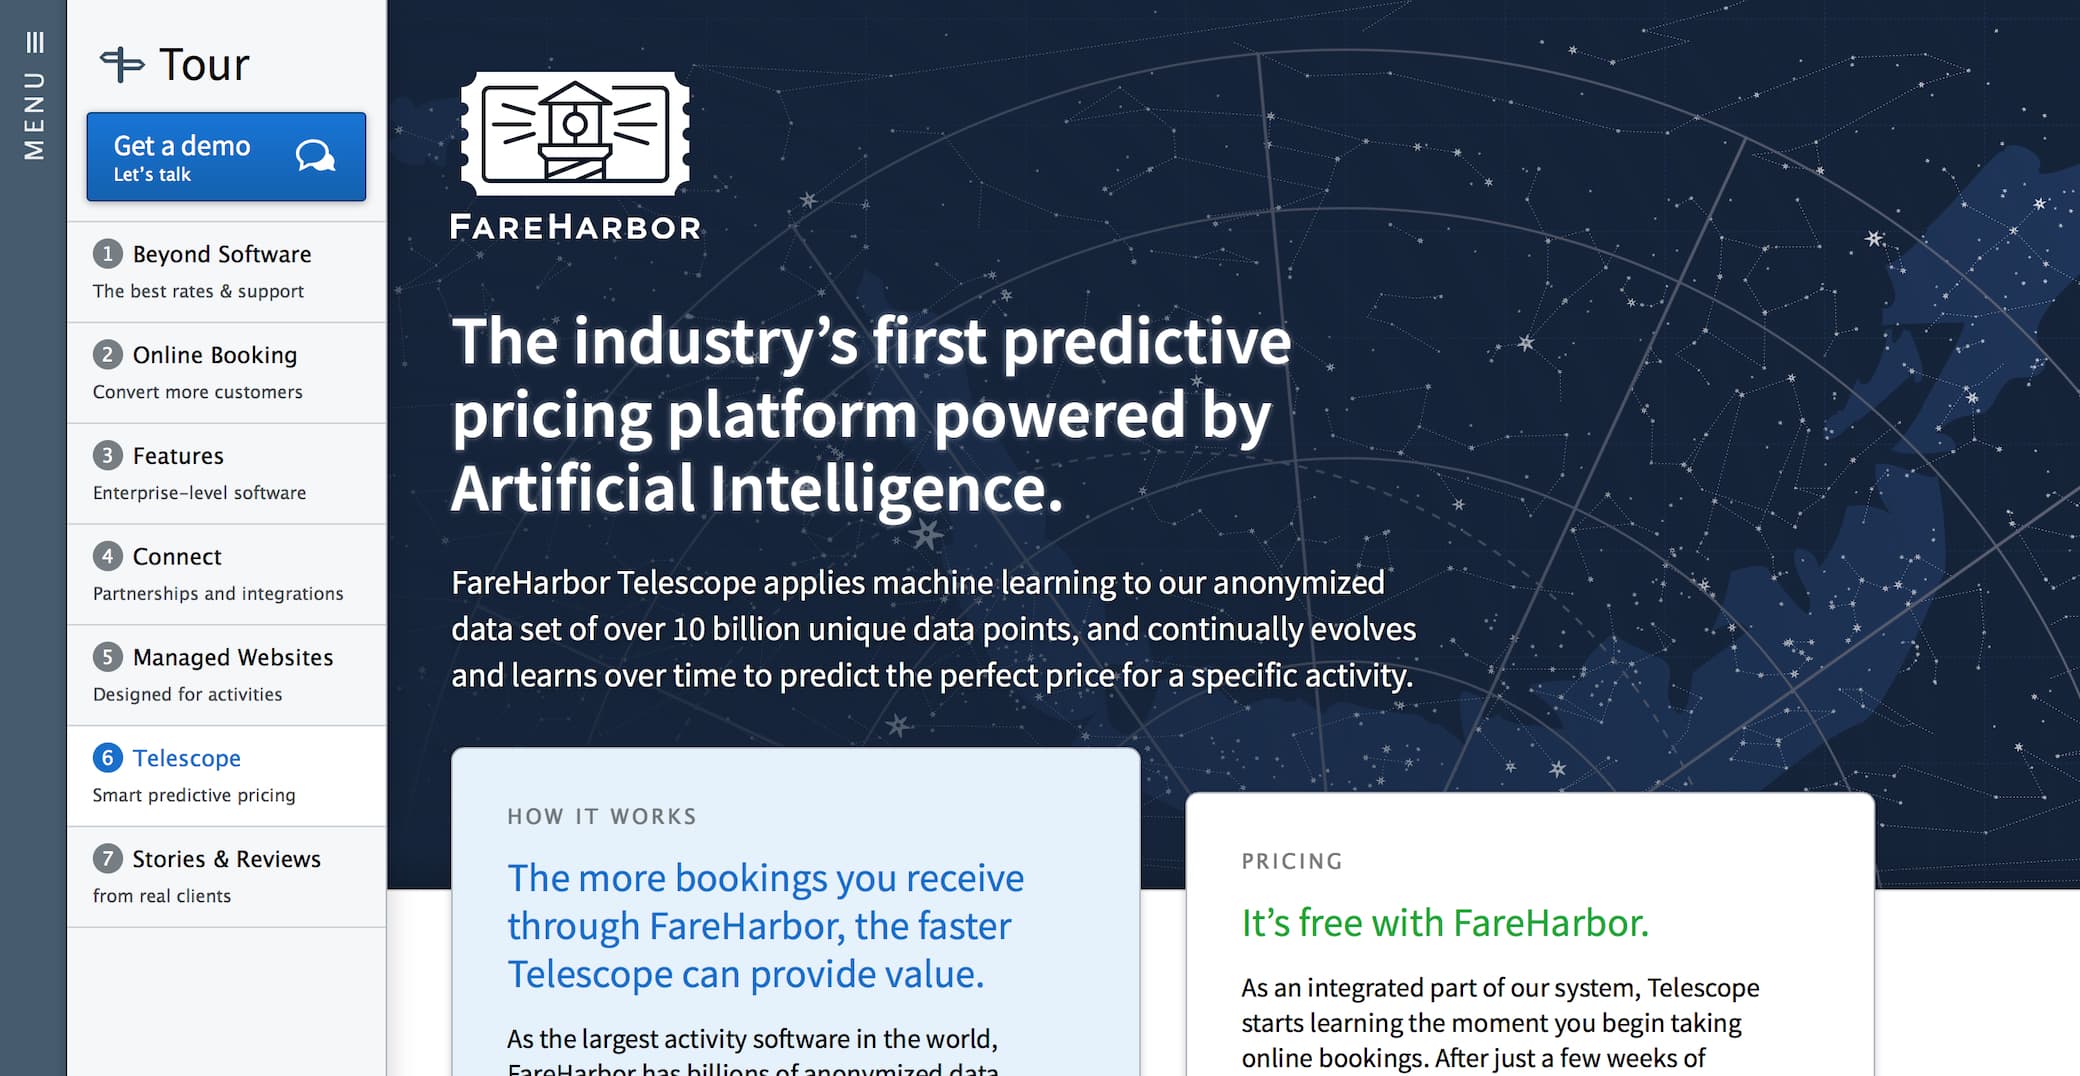 MENU
Tour
Get a demo
Let's talk
1 Beyond Software
The best rates & support
2 Online Booking
Convert more customers
3 Features
Enterprise-level software
4 Connect
Partnerships and integrations
5 Managed Websites
Designed for activities
6 Telescope
Smart predictive pricing
7 Stories & Reviews
from real clients
FAREHARBOR
The industry’s first predictive
pricing platform powered by
Artificial Intelligence.
FareHarbor Telescope applies machine learning to our anonymized
data set of over 10 billion unique data points, and continually evolves
and learns over time to predict the perfect price for a specific activity.
HOW IT WORKS
The more bookings you receive
through FareHarbor, the faster
Telescope can provide value.
As the largest activity software in the world,
FareHarbor has billions of anonymized data
PRICING
It’s free with FareHarbor.
As an integrated part of our system, Telescope
starts learning the moment you begin taking
online bookings. After just a few weeks of